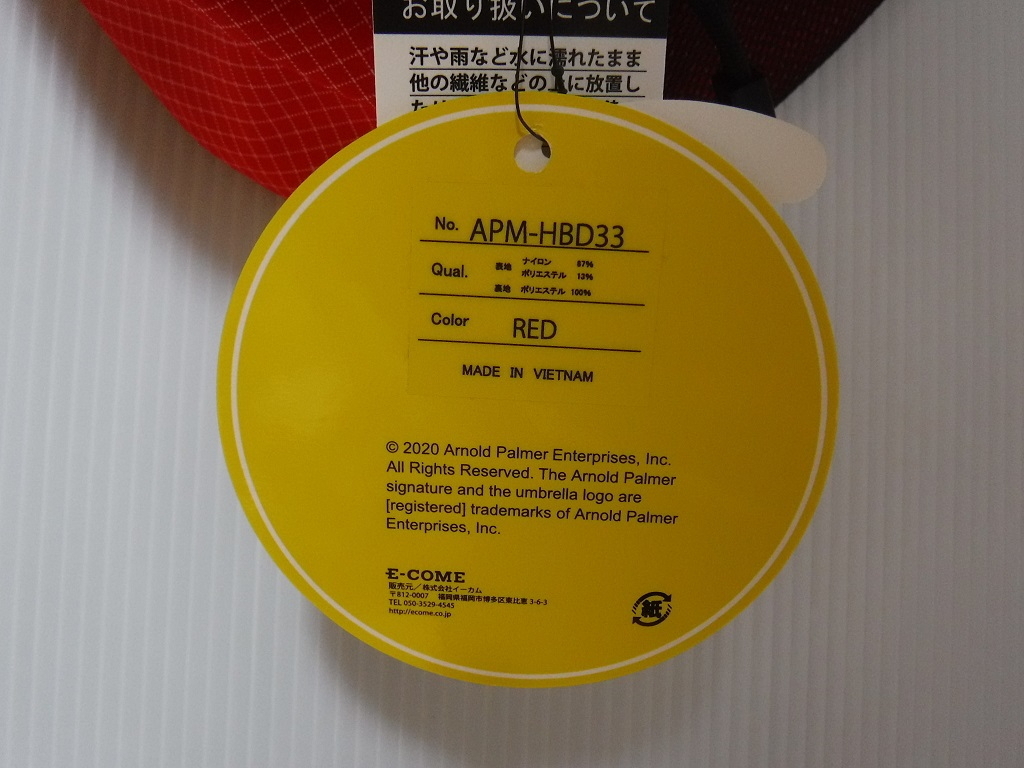 お取り扱いについて
汗や雨など水に濡れたまま
他の繊維などの上に放置し
No. APM-HBD33
Qual. 表地 ナイロン 87%
ポリエステル 13%
裏地 ポリエステル 100%
Color RED
MADE IN VIETNAM
© 2020 Arnold Palmer Enterprises, Inc.
All Rights Reserved. The Arnold Palmer
signature and the umbrella logo are
[registered] trademarks of Arnold Palmer
Enterprises, Inc.
E-COME
販売元／株式会社イーカム
〒812-0007 福岡県福岡市博多区東比恵 3-6-3
TEL 050-3529-4545
http://ecome.co.jp
紙